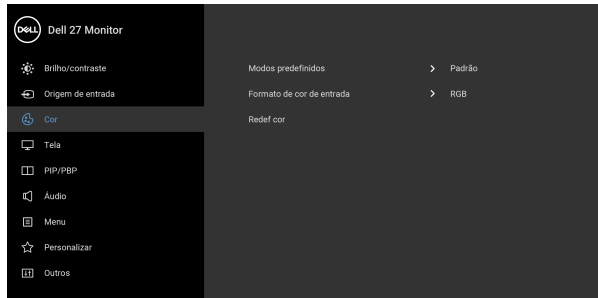 DELL Dell 27 Monitor
Brilho/contraste
Origem de entrada
Cor
Tela
PIP/PBP
Áudio
Menu
Personalizar
Outros
Modos predefinidos > Padrão
Formato de cor de entrada > RGB
Redef cor